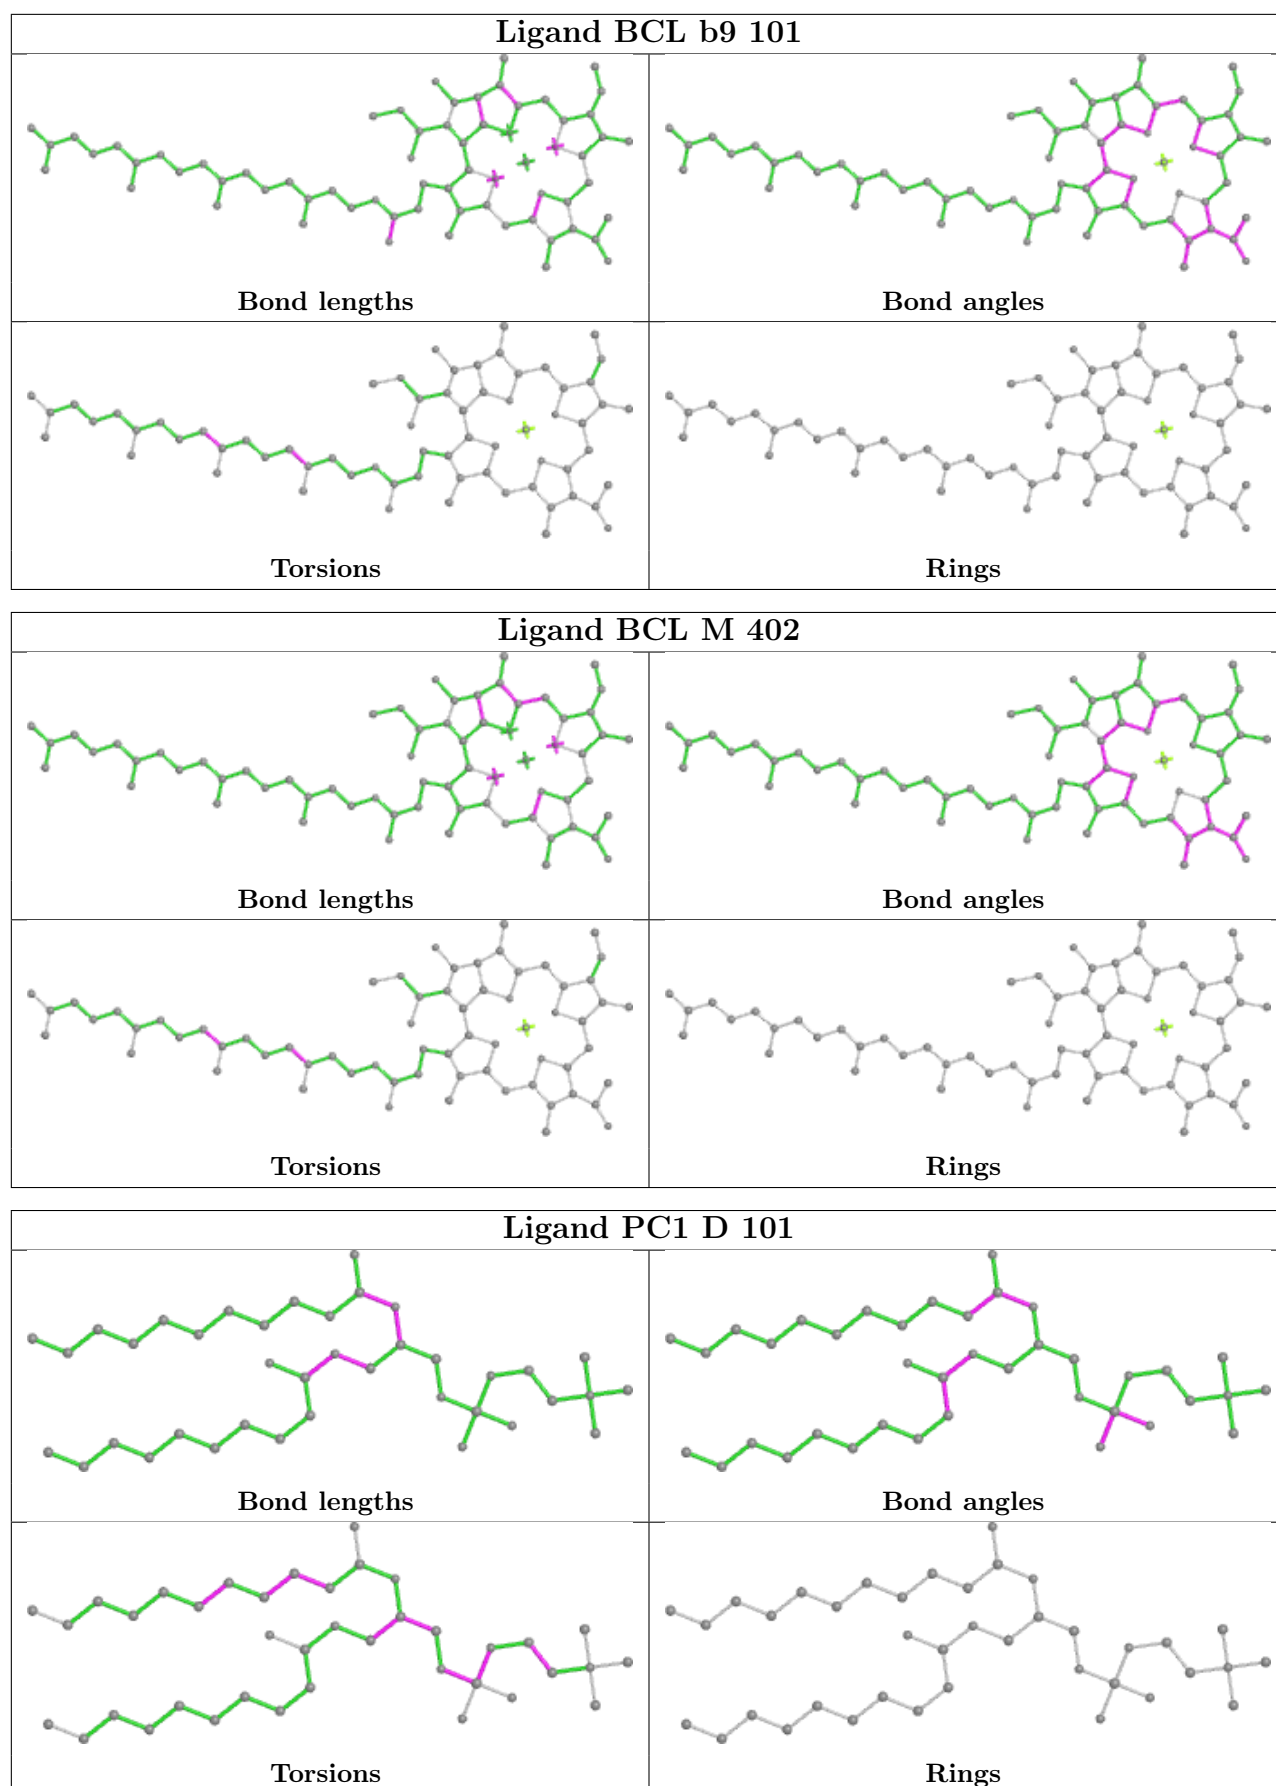 Ligand BCL b9 101
Bond lengths
Bond angles
Torsions
Rings
Ligand BCL M 402
Bond lengths
Bond angles
Torsions
Rings
Ligand PC1 D 101
Bond lengths
Bond angles
Torsions
Rings